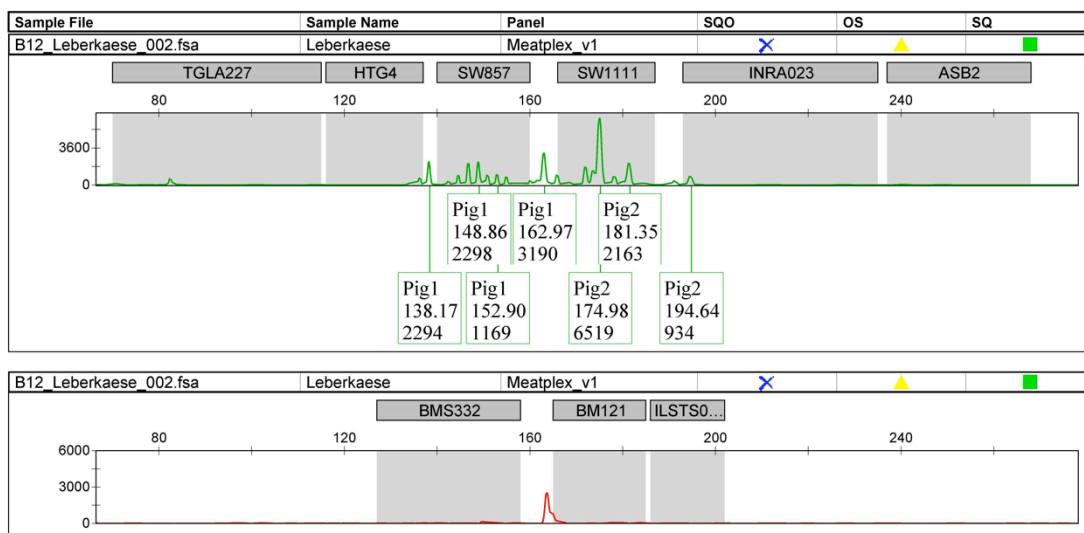 Sample File Sample Name Panel SQO OS SQ
B12_Leberkaese_002.fsa Leberkaese Meatplex_v1
TGLA227 HTG4 SW857 SW1111 INRA023 ASB2
80 120 160 200 240
3600
0
Pig1 Pig1 Pig2
148.86 162.97 181.35
2298 3190 2163
Pig1 Pig1 Pig2 Pig2
138.17 152.90 174.98 194.64
2294 1169 6519 934
B12_Leberkaese_002.fsa Leberkaese Meatplex_v1
BMS332 BM121 ILSTS0...
80 120 160 200 240
6000
3000
0